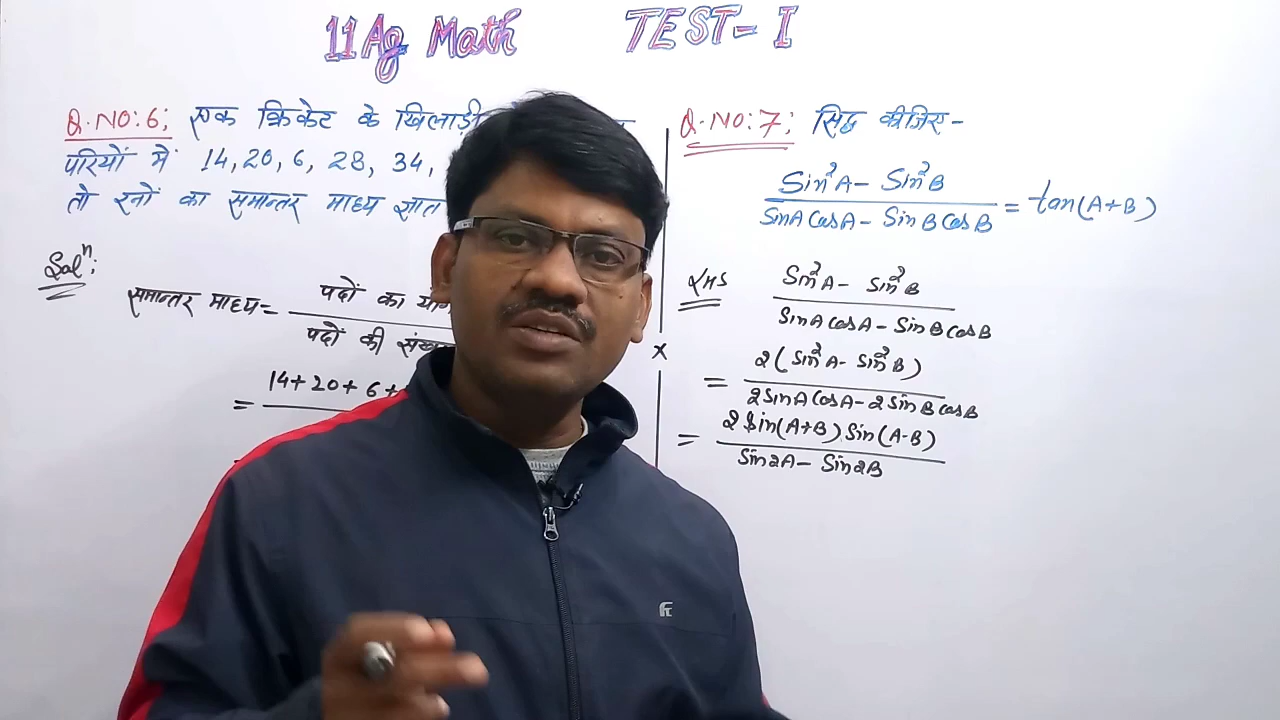 11Ag Math TEST-I
Q.NO:6; एक क्रिकेट के खिलाड़ी
परियों में 14, 20, 6, 28, 34,
तो रनों का समान्तर माध्य ज्ञात
Solⁿ:
समान्तर माध्य= पदों का योग
पदों की
14+20+6+
=
x
Q.NO:7; सिद्ध कीजिए-
Sin²A - Sin²B
SinA CosA - SinB CosB = tan(A+B)
LHS Sin²A - Sin²B
SinA CosA - SinB CosB
= 2(Sin²A - Sin²B)
2SinA CosA - 2SinB CosB
= 2Sin(A+B) Sin(A-B)
Sin2A - Sin2B